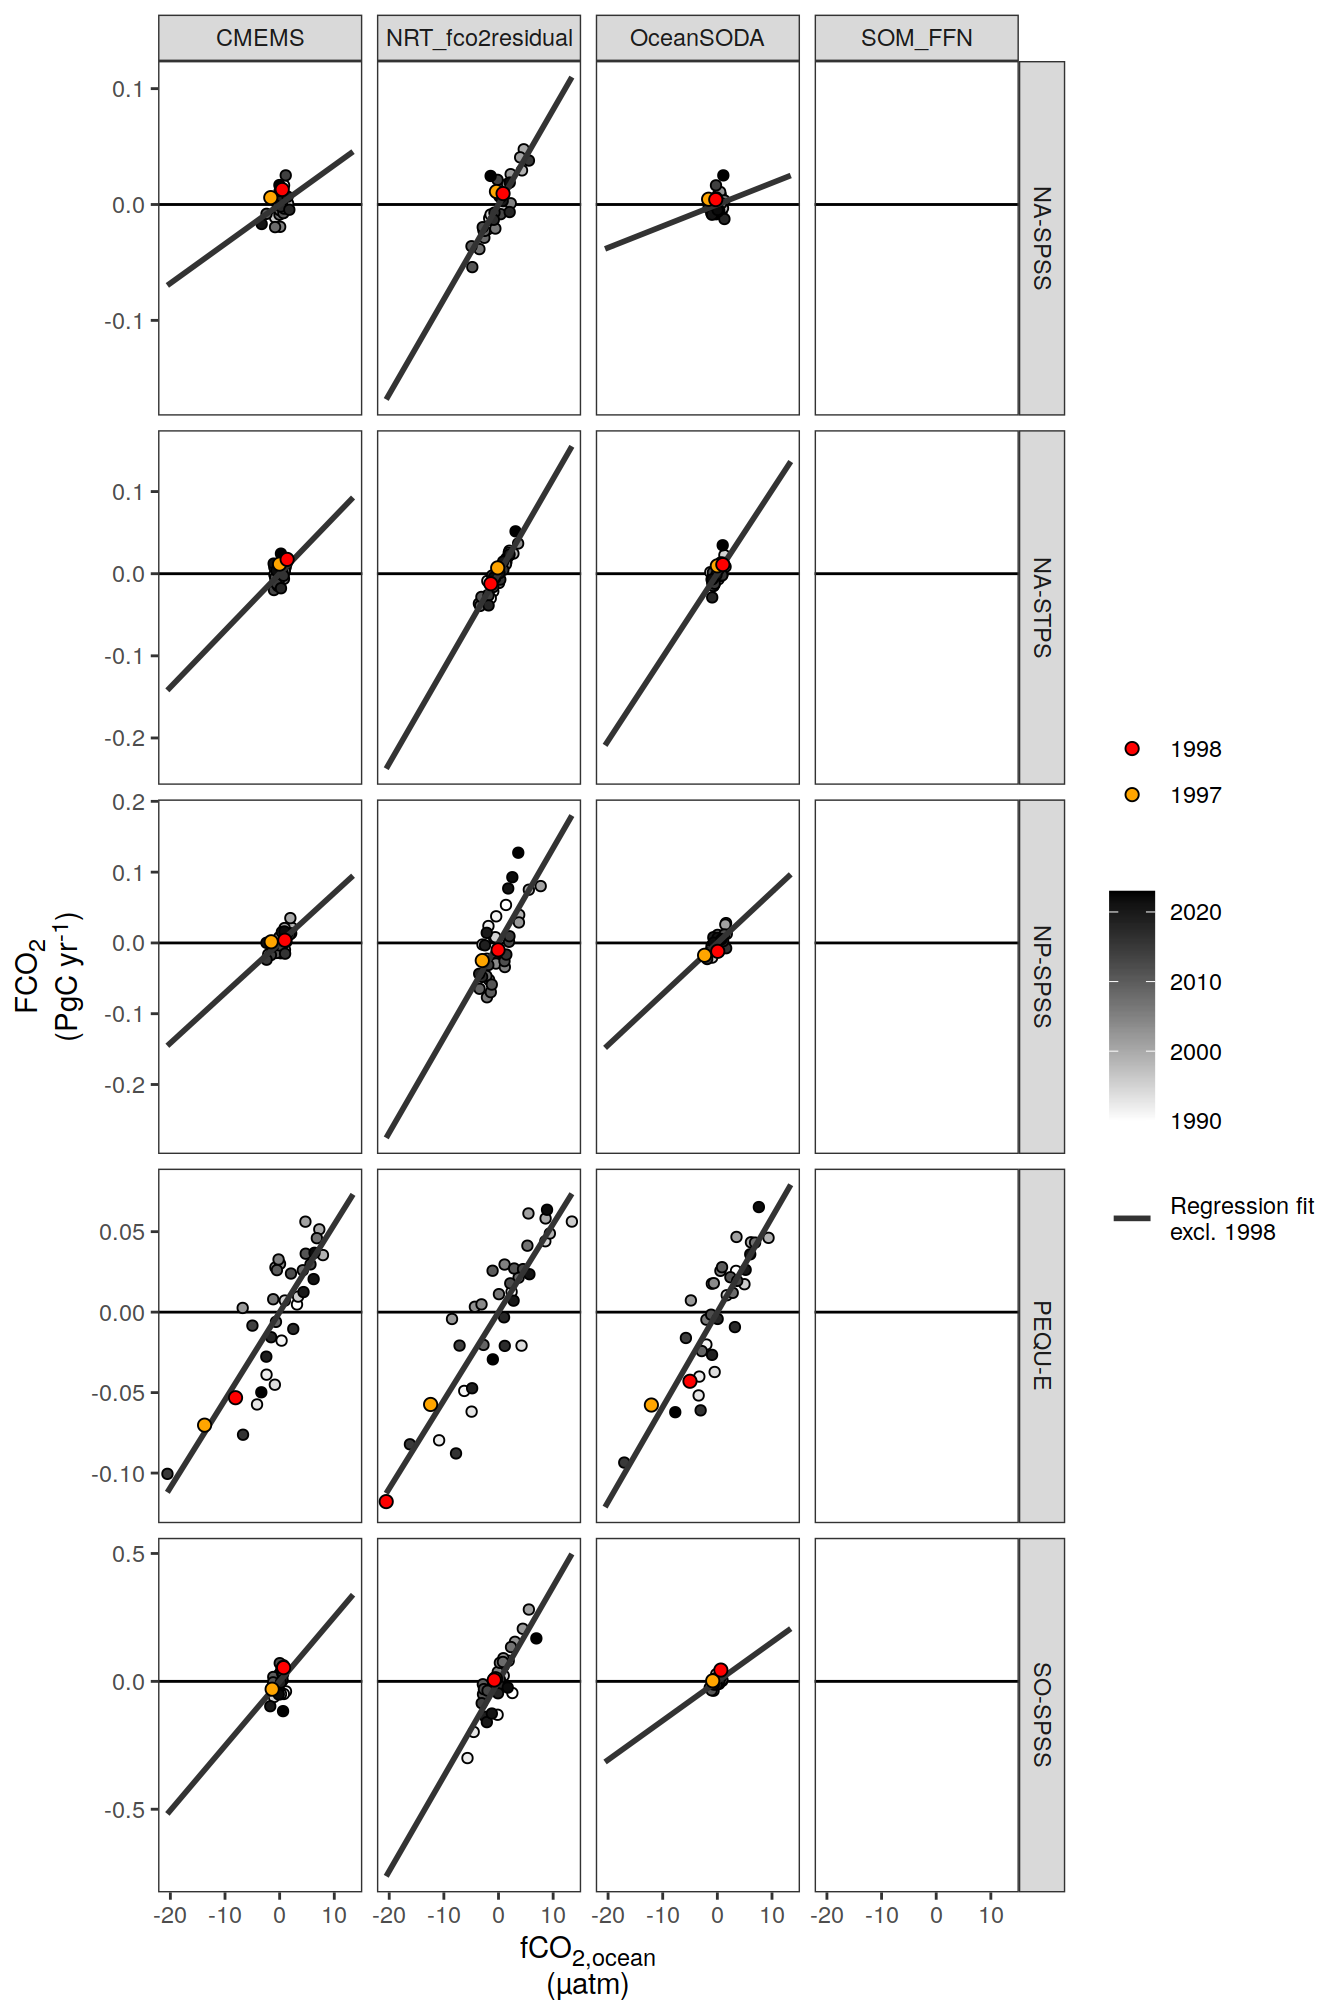 CMEMS
NRT_fco2residual
OceanSODA
SOM_FFN
0.1
0.0
-0.1
NA-SPSS
0.1
0.0
-0.1
-0.2
NA-STPS
0.2
0.1
0.0
-0.1
-0.2
NP-SPSS
0.05
0.00
-0.05
-0.10
PEQU-E
0.5
0.0
-0.5
SO-SPSS
-20 -10 0 10
-20 -10 0 10
-20 -10 0 10
-20 -10 0 10
fCO2,ocean
(µatm)
FCO2
(PgC yr-1)
1998
1997
2020
2010
2000
1990
Regression fit
excl. 1998